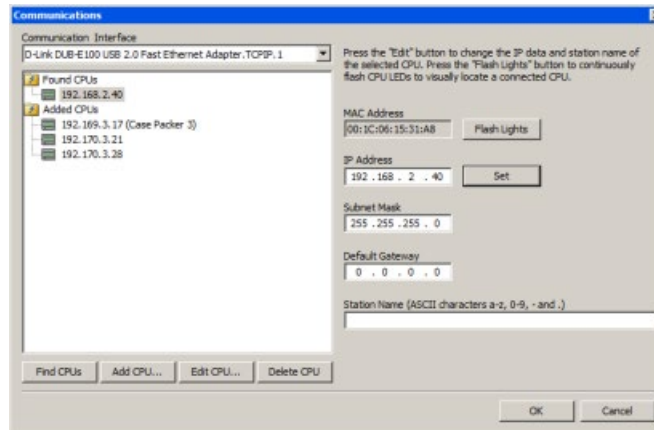 Communications
Communication Interface
D-Link DUB-E100 USB 2.0 Fast Ethernet Adapter.TCPIP.1
Found CPUs
192.168.2.40
Added CPUs
192.169.3.17 (Case Packer 3)
192.170.3.21
192.170.3.28
Find CPUs
Add CPU...
Edit CPU...
Delete CPU
Press the "Edit" button to change the IP data and station name of
the selected CPU. Press the "Flash Lights" button to continuously
flash CPU LEDs to visually locate a connected CPU.
MAC Address
00:1C:06:15:31:A8
Flash Lights
IP Address
192 .168 . 2 . 40
Set
Subnet Mask
255 .255 .255 . 0
Default Gateway
0 . 0 . 0 . 0
Station Name (ASCII characters a-z, 0-9, - and .)
OK
Cancel